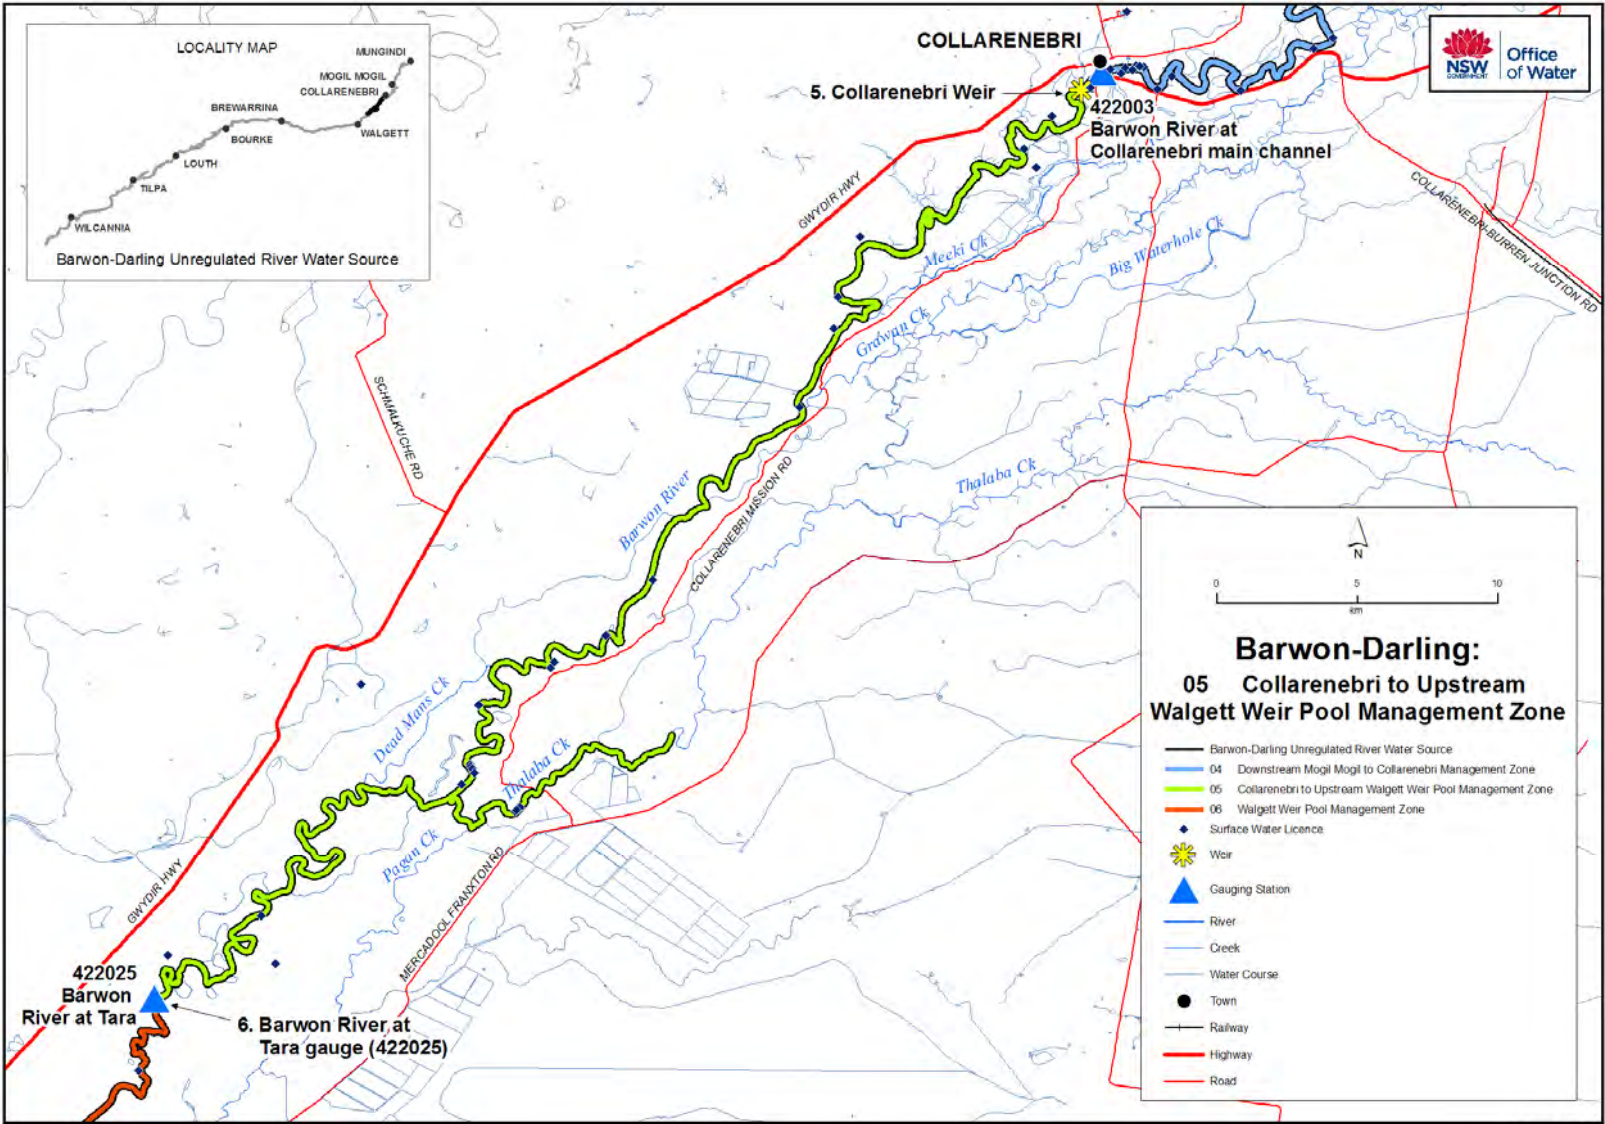 LOCALITY MAP
MUNGINDI
MOGIL MOGIL
COLLARENEBRI
BREWARRINA
WALGETT
BOURKE
LOUTH
TILPA
WILCANNIA
Barwon-Darling Unregulated River Water Source
COLLARENEBRI
5. Collarenebri Weir
422003
Barwon River at
Collarenebri main channel
NSW
GOVERNMENT
Office
of Water
GWYDIR HWY
COLLARENEBRI-BURREN JUNCTION RD
Meeki Ck
Big Waterhole Ck
Grawan Ck
SCHMALKUCHE RD
Thalaba Ck
Barwon River
COLLARENEBRI MISSION RD
Dead Mans Ck
Thalaba Ck
Pagan Ck
GWYDIR HWY
MERCADOOL FRANXTON RD
422025
Barwon
River at Tara
6. Barwon River at
Tara gauge (422025)
N
0 5 10
km
Barwon-Darling:
05 Collarenebri to Upstream
Walgett Weir Pool Management Zone
Barwon-Darling Unregulated River Water Source
04 Downstream Mogil Mogil to Collarenebri Management Zone
05 Collarenebri to Upstream Walgett Weir Pool Management Zone
06 Walgett Weir Pool Management Zone
Surface Water Licence
Weir
Gauging Station
River
Creek
Water Course
Town
Railway
Highway
Road